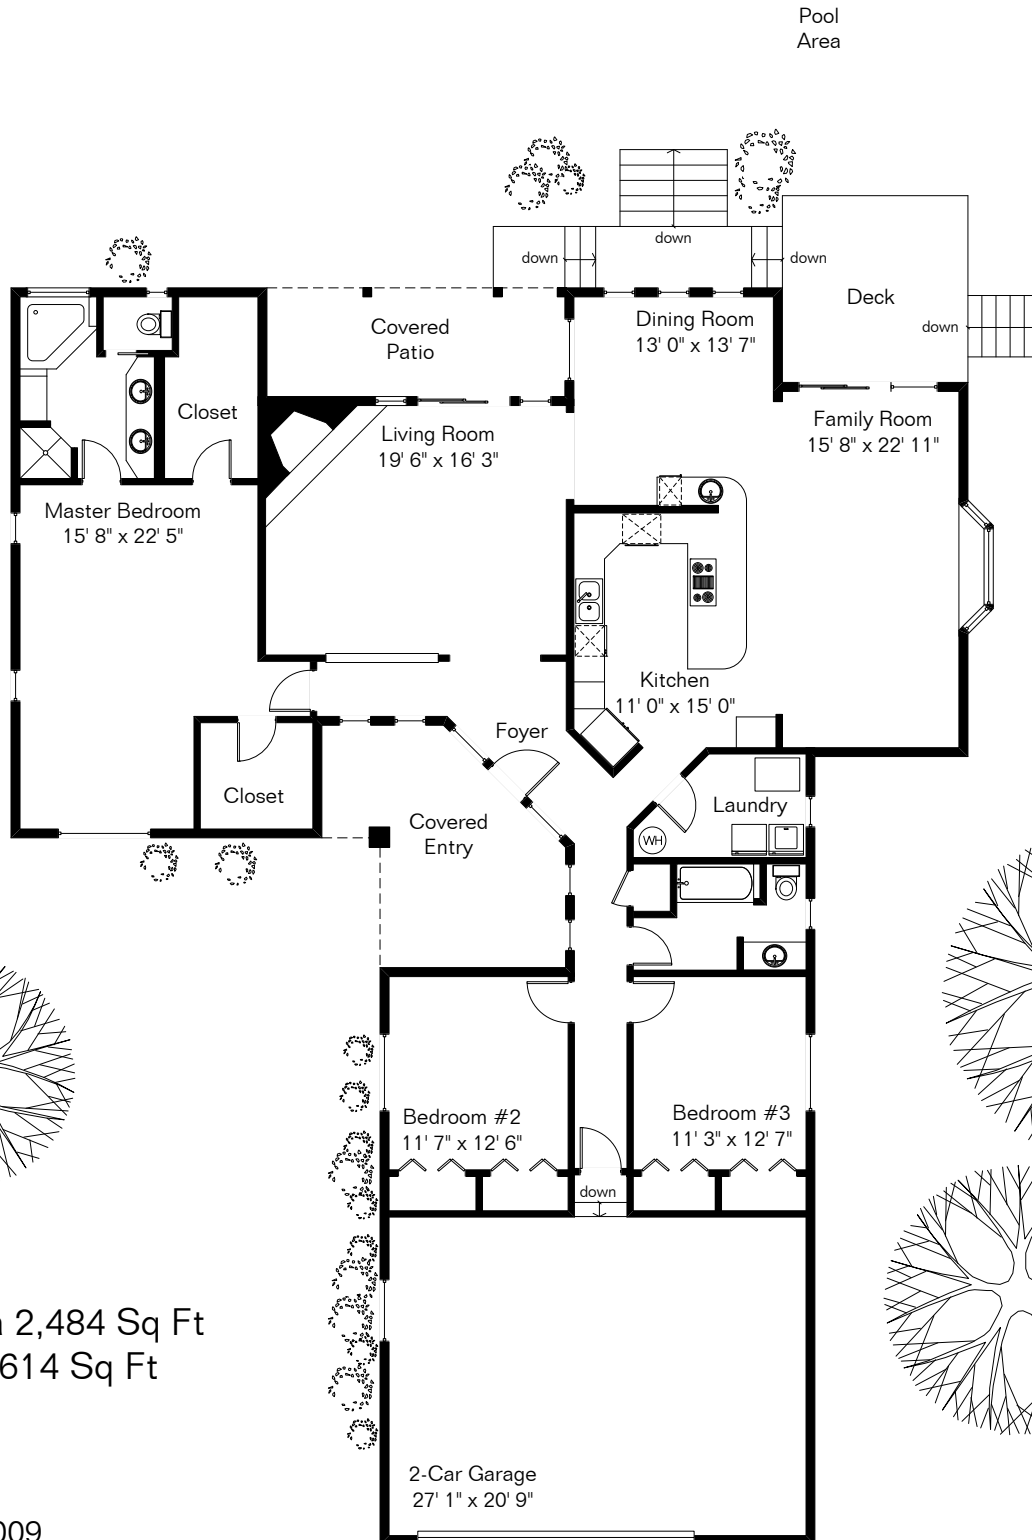 Pool
Area
down
down
down
Deck
down
Covered
Patio
Dining Room
13' 0" x 13' 7"
Closet
Living Room
19' 6" x 16' 3"
Family Room
15' 8" x 22' 11"
Master Bedroom
15' 8" x 22' 5"
Kitchen
11' 0" x 15' 0"
Foyer
Closet
Covered
Entry
Laundry
WH
Bedroom #2
11' 7" x 12' 6"
Bedroom #3
11' 3" x 12' 7"
down
2,484 Sq Ft
614 Sq Ft
2-Car Garage
27' 1" x 20' 9"
009